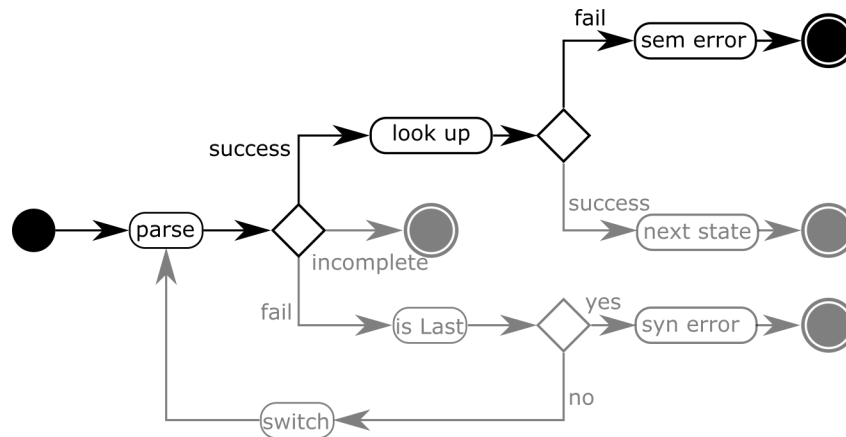 fail
sem error
look up
success
success
parse
next state
incomplete
fail
is Last
yes
syn error
no
switch